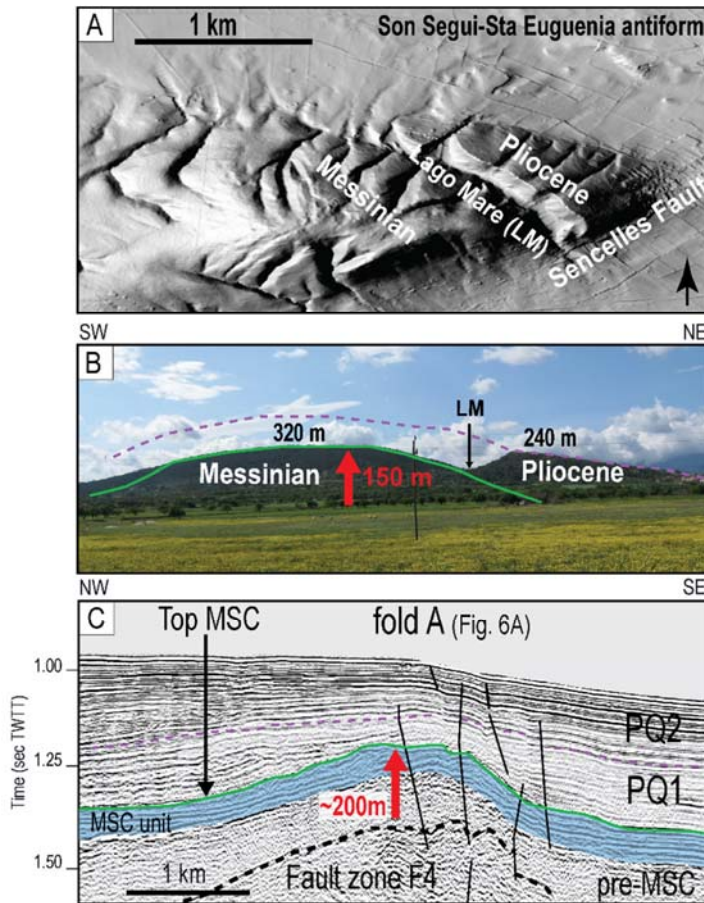 A
1 km
Son Segui-Sta Euguenia antiform
Messinian
Lago Mare (LM)
Pliocene
Sencelles Fault
SW
NE
B
LM
320 m
240 m
Messinian
150 m
Pliocene
NW
SE
C
Top MSC
fold A (Fig. 6A)
1.00
PQ2
1.25
Time (sec TWTT)
PQ1
~200m
MSC unit
1.50
1 km
Fault zone F4
pre-MSC